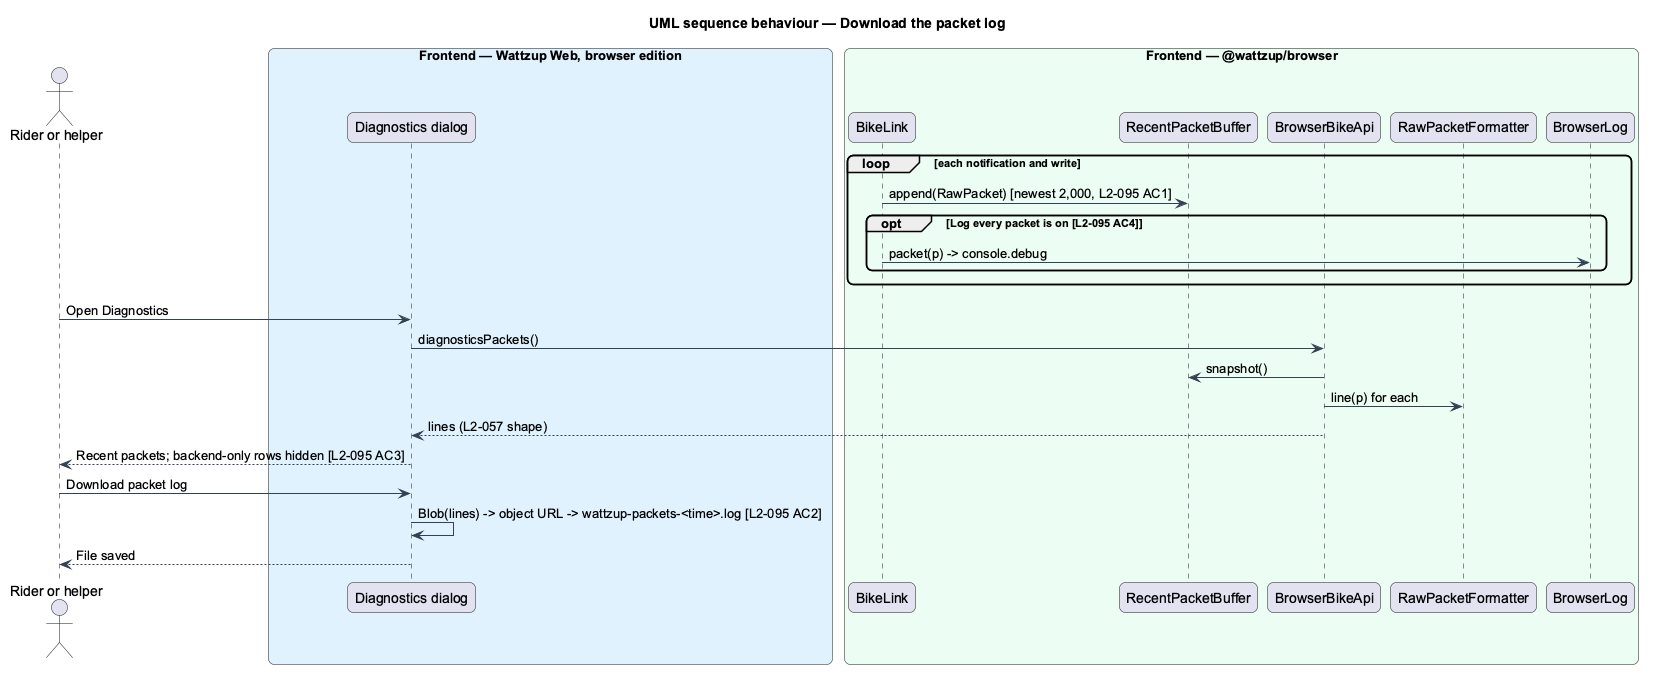 UML sequence behaviour — Download the packet log
Frontend — Wattzup Web, browser edition
Frontend — @wattzup/browser
Rider or helper
Diagnostics dialog
BikeLink
RecentPacketBuffer
BrowserBikeApi
RawPacketFormatter
BrowserLog
loop
[each notification and write]
append(RawPacket) [newest 2,000, L2-095 AC1]
opt
[Log every packet is on [L2-095 AC4]]
packet(p) -> console.debug
Open Diagnostics
diagnosticsPackets()
snapshot()
line(p) for each
lines (L2-057 shape)
Recent packets; backend-only rows hidden [L2-095 AC3]
Download packet log
Blob(lines) -> object URL -> wattzup-packets-<time>.log [L2-095 AC2]
File saved
Rider or helper
Diagnostics dialog
BikeLink
RecentPacketBuffer
BrowserBikeApi
RawPacketFormatter
BrowserLog